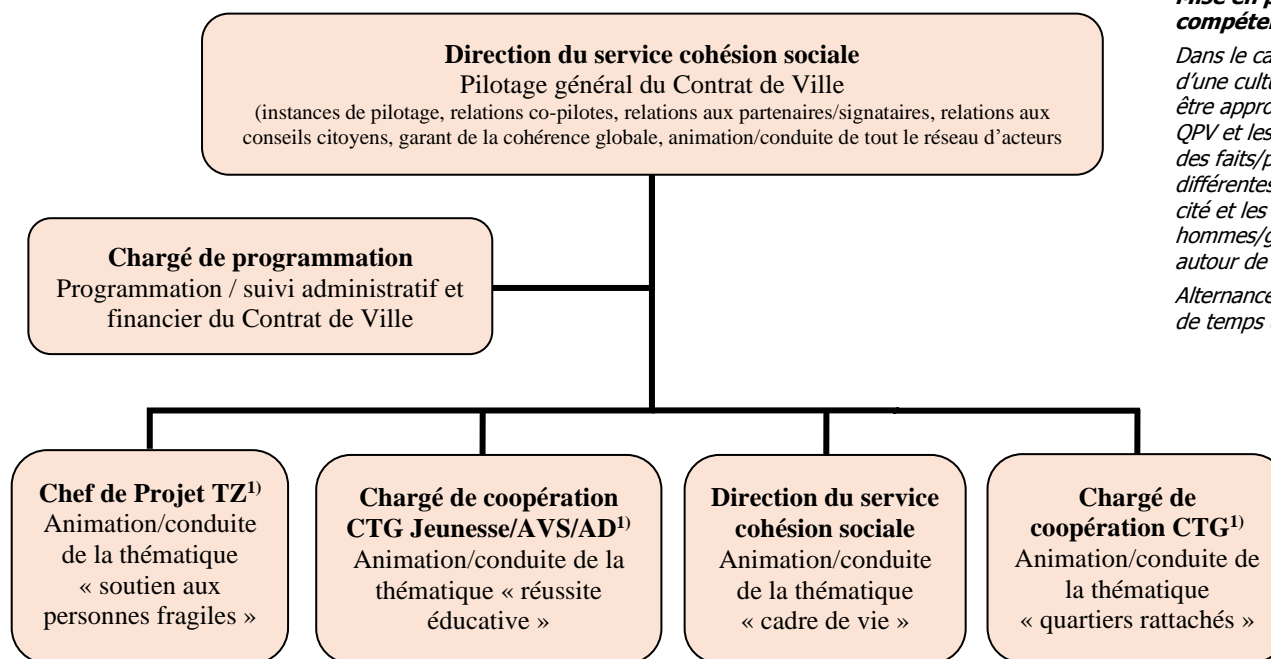 Direction du service cohésion sociale
Pilotage général du Contrat de Ville
(instances de pilotage, relations co-pilotes, relations aux partenaires/signataires, relations aux
conseils citoyens, garant de la cohérence globale, animation/conduite de tout le réseau d’acteurs
Chargé de programmation
Programmation / suivi administratif et
financier du Contrat de Ville
Chef de Projet TZ1)
Animation/conduite
de la thématique
« soutien aux
personnes fragiles »
Chargé de coopération
CTG Jeunesse/AVS/AD1)
Animation/conduite de la
thématique « réussite
éducative »
Direction du service
cohésion sociale
Animation/conduite
de la thématique
« cadre de vie »
Chargé de
coopération CTG1)
Animation/conduite de
la thématique
« quartiers rattachés »
Mise en
Dans le
d’une
être
QPV et les
des
différentes
cité et les
autour de
Alternance
de temps